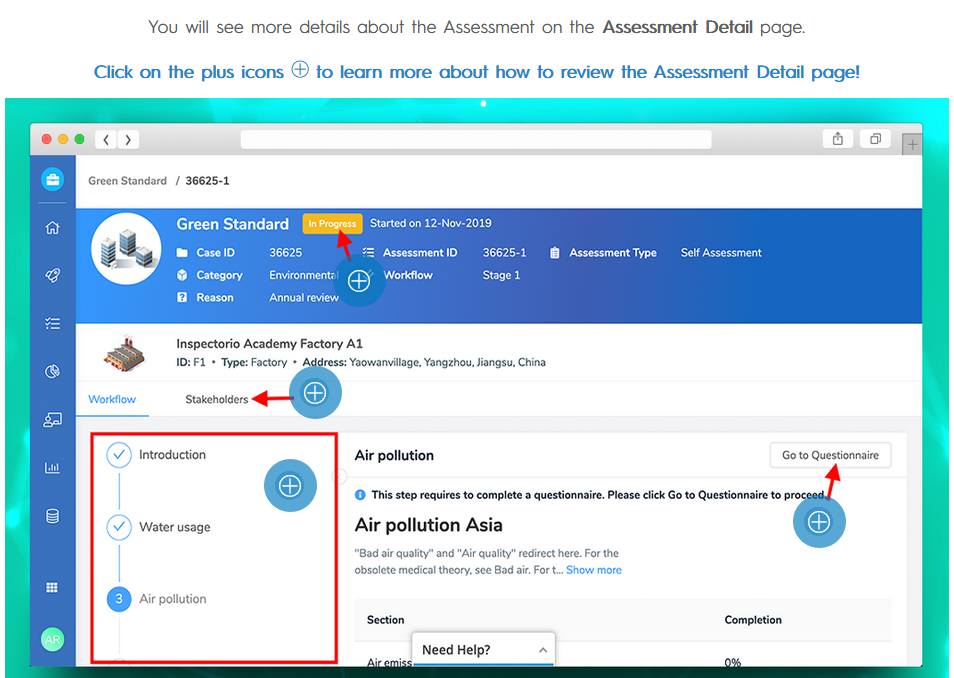 You will see more details about the Assessment on the Assessment Detail page.
Click on the plus icons ⊕ to learn more about how to review the Assessment Detail page!
Green Standard / 36625-1
Green Standard In Progress Started on 12-Nov-2019
Case ID 36625 Assessment ID 36625-1 Assessment Type Self Assessment
Category Environmental Workflow Stage 1
Reason Annual review
Inspectorio Academy Factory A1
ID: F1 • Type: Factory • Address: Yaowanvillage, Yangzhou, Jiangsu, China
Workflow Stakeholders
Introduction
Water usage
3 Air pollution
Air pollution Go to Questionnaire
This step requires to complete a questionnaire. Please click Go to Questionnaire to proceed
Air pollution Asia
"Bad air quality" and "Air quality" redirect here. For the
obsolete medical theory, see Bad air. For t... Show more
Section Completion
Air emiss 0%
Need Help?
AR